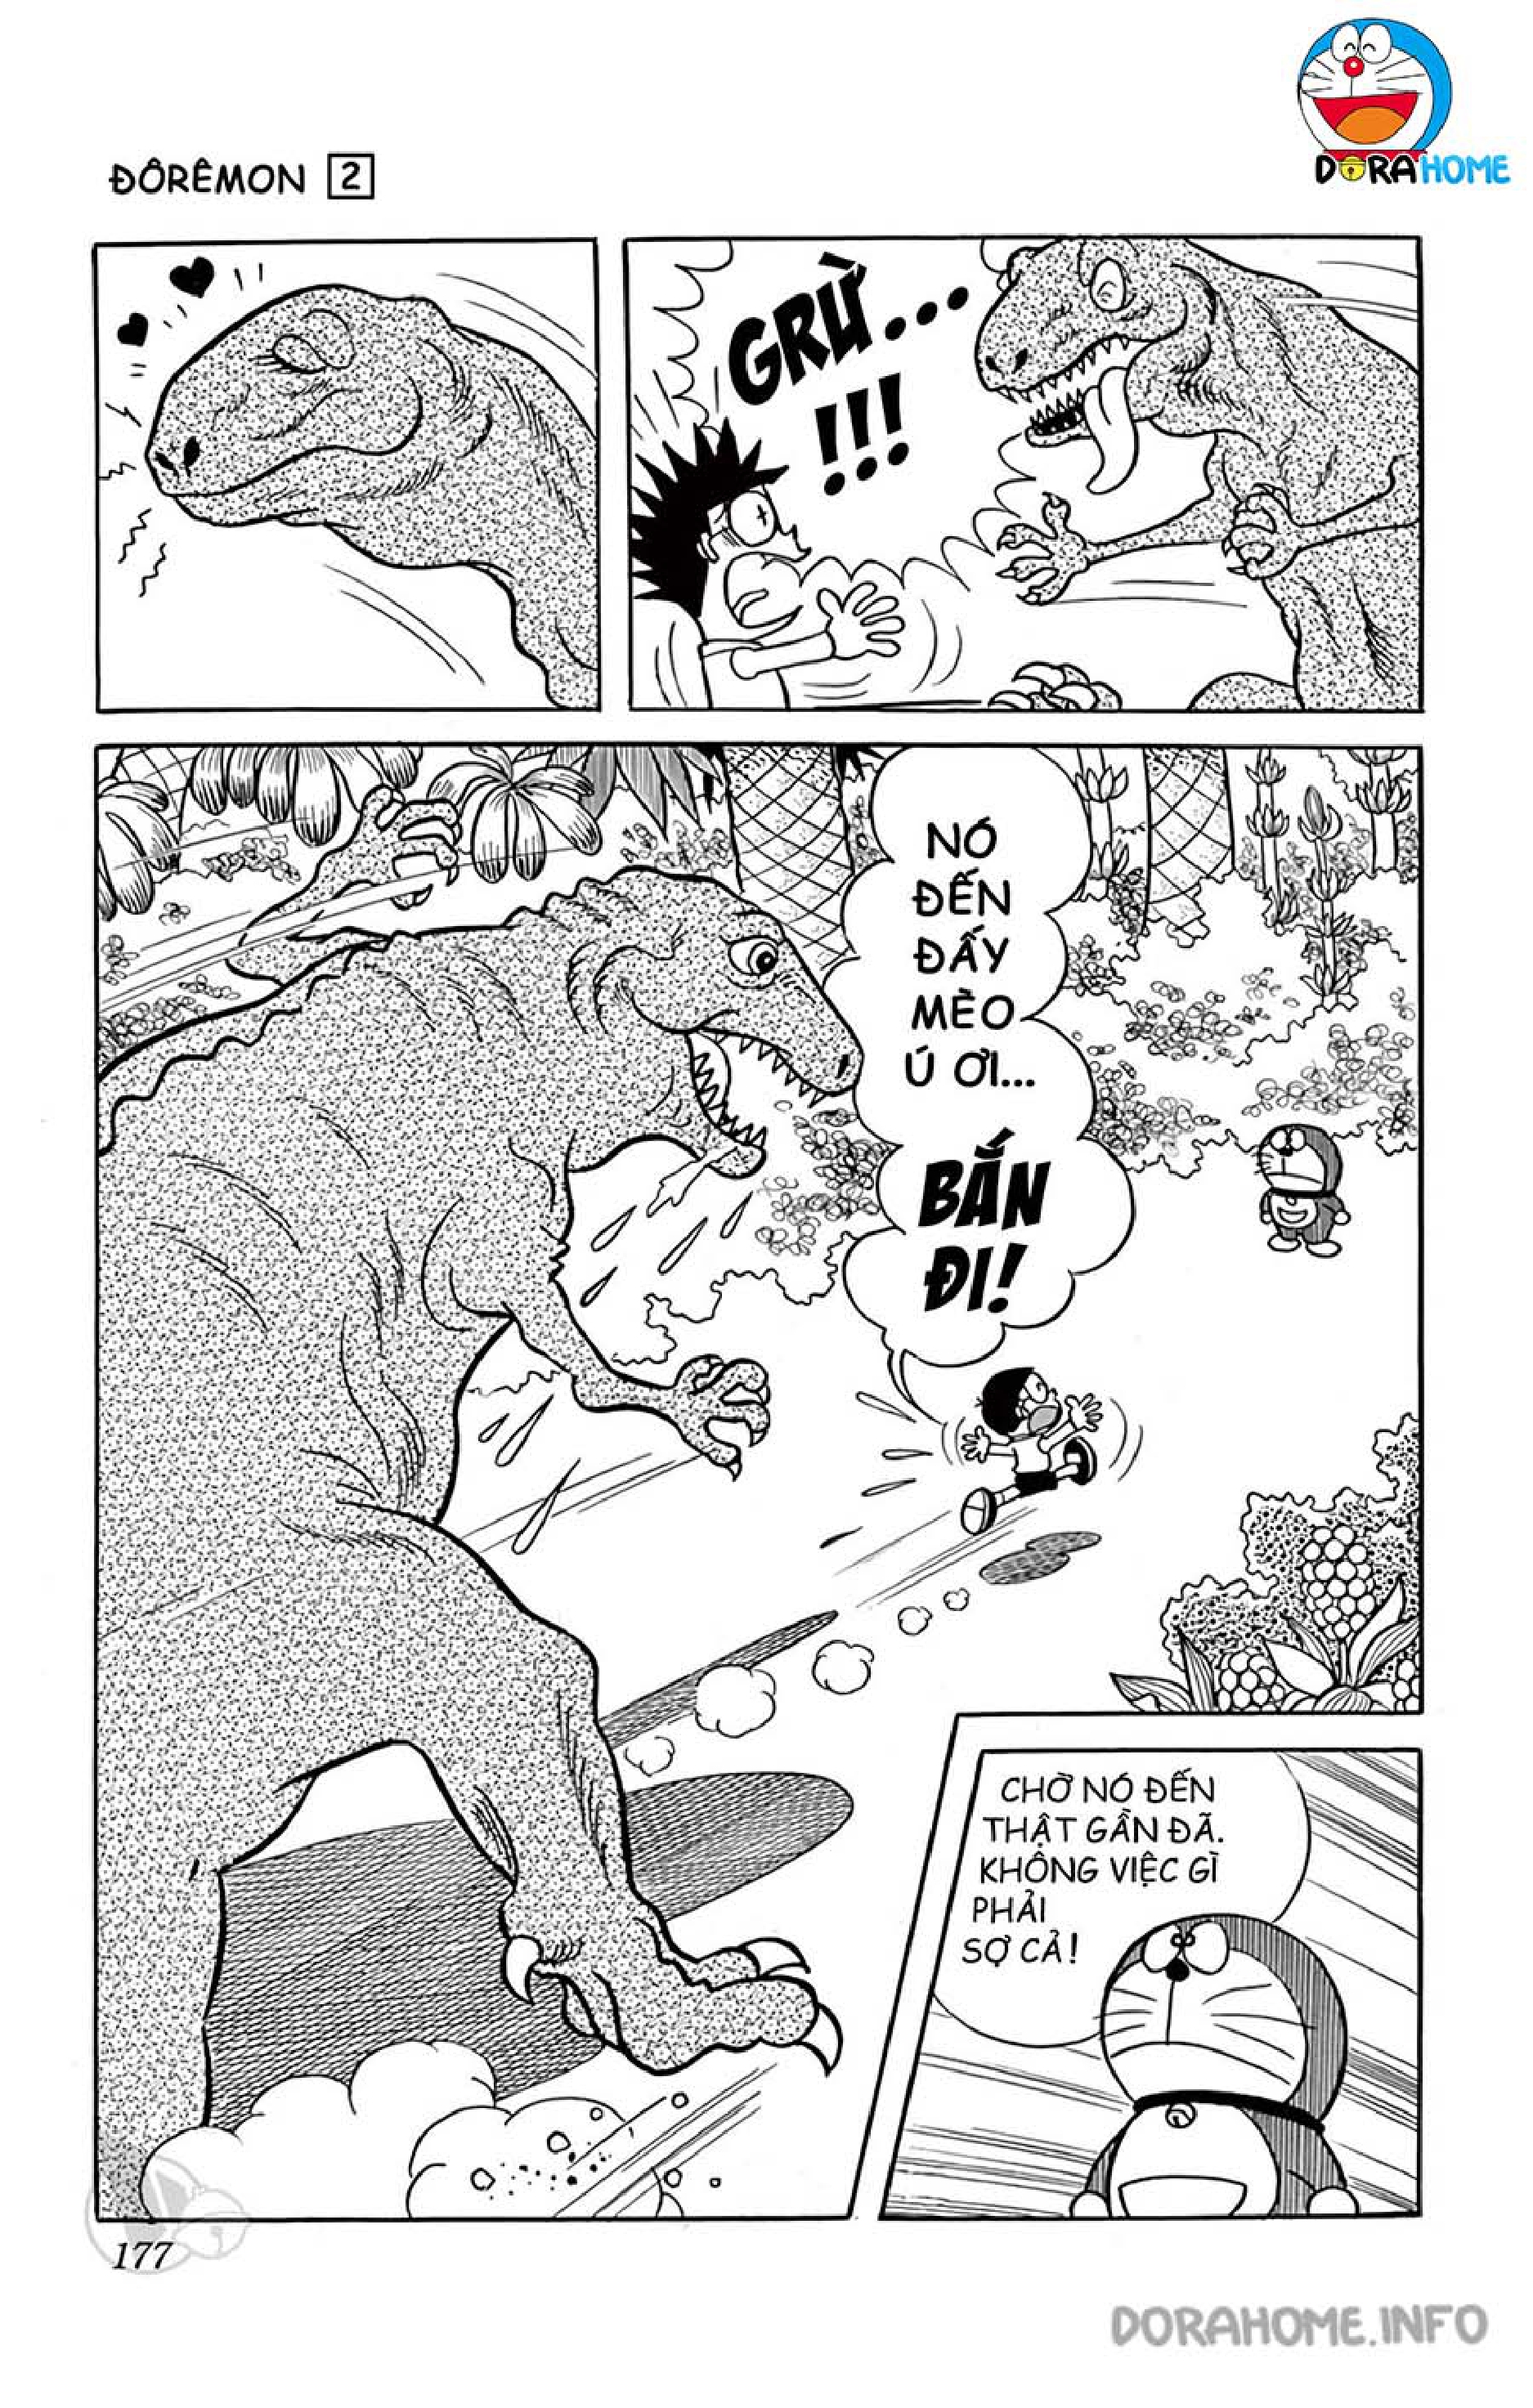 DORAHOME
ĐÔRÊMON 2
GRỪ...
!!!
NÓ
ĐẾN
ĐẤY
MÈO
Ú ƠI...
BẮN
ĐI!
CHỜ NÓ ĐẾN
THẬT GẦN ĐÃ.
KHÔNG VIỆC GÌ
PHẢI
SỢ CẢ!
177
DORAHOME.INFO